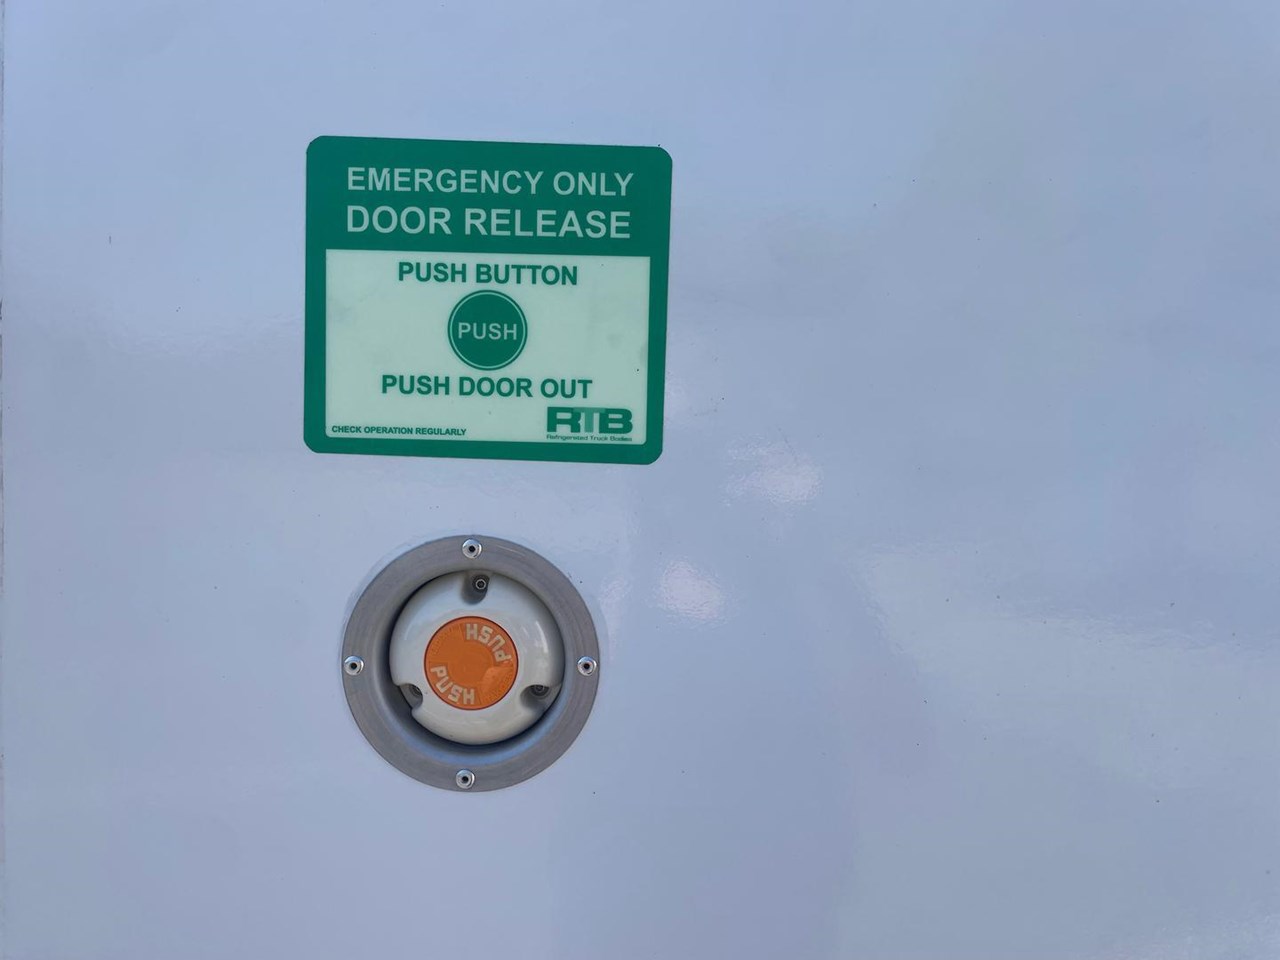 EMERGENCY ONLY
DOOR RELEASE
PUSH BUTTON
PUSH
PUSH DOOR OUT
CHECK OPERATION REGULARLY
RTB
Refrigerated Truck Bodies
PUSH
PUSH